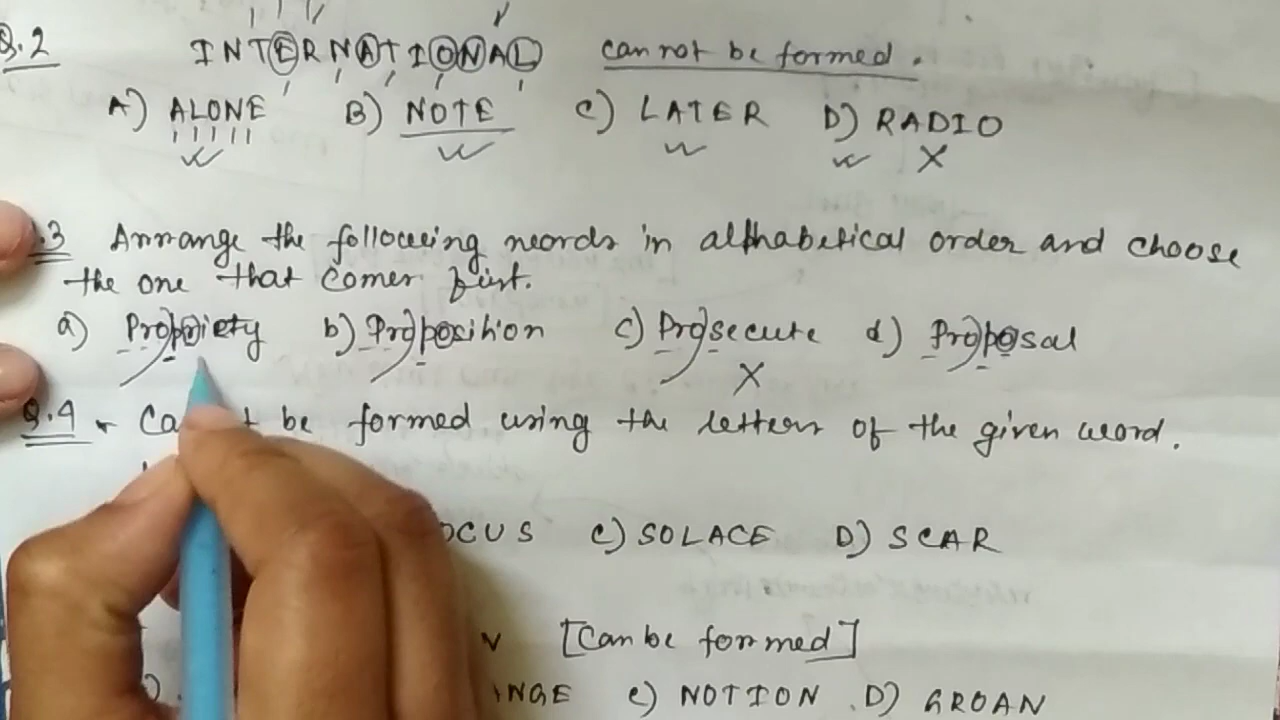 Q.2 INTERNATIONAL cannot be formed.
A) ALONE B) NOTE C) LATER D) RADIO
.3 Arrange the following words in alphabetical order and choose
the one that comes first.
a) Propriety b) Proposition c) Prosecute d) Proposal
Q.4 be formed using the letters of the given word.
OCUS C) SOLACE D) SCAR
[Can be formed]
NGE C) NOTION D) GROAN